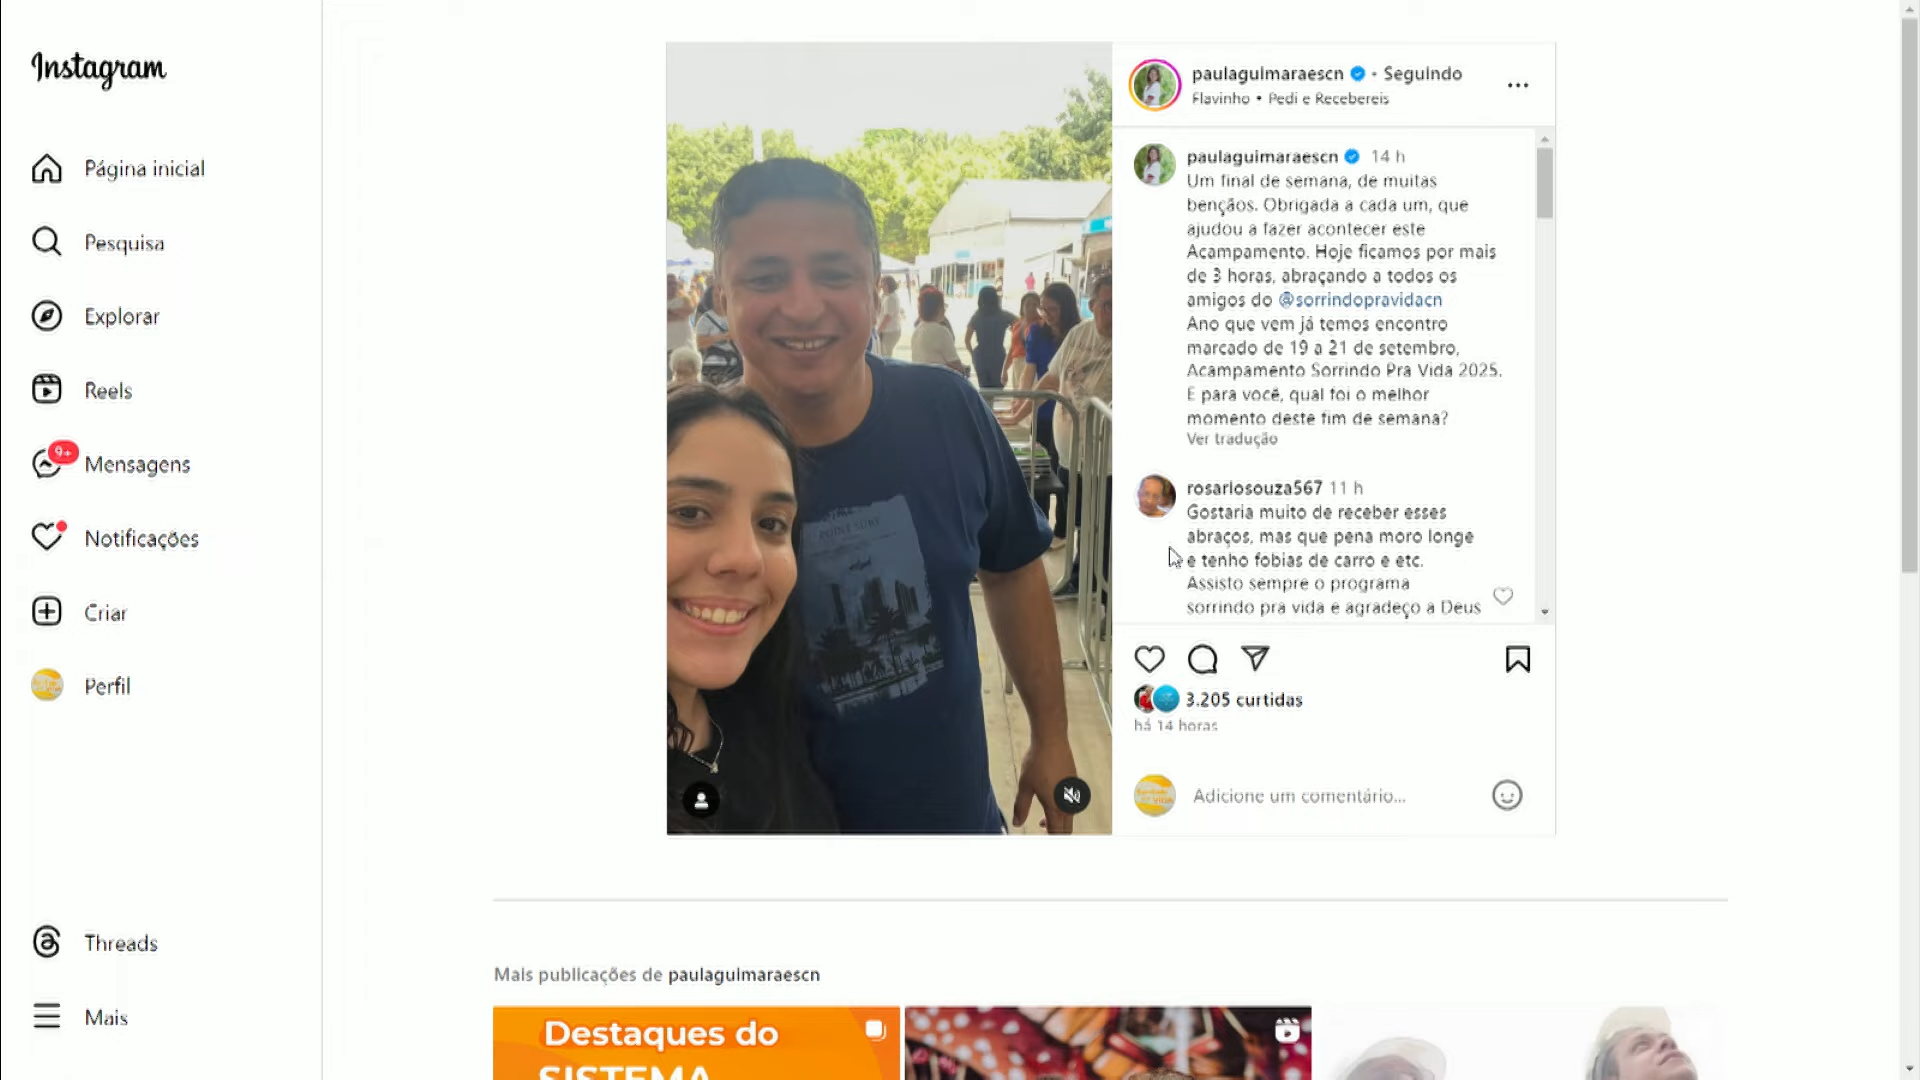 Instagram
Página inicial
Pesquisa
Explorar
Reels
9+
Mensagens
Notificações
Criar
Perfil
Threads
Mais
POINT SURF
paulaguimaraescn • Seguindo
Flavinho • Pedi e Recebereis
paulaguimaraescn 14 h
Um final de semana, de muitas
bençãos. Obrigada a cada um, que
ajudou a fazer acontecer este
Acampamento. Hoje ficamos por mais
de 3 horas, abraçando a todos os
amigos do @sorrindopravidacn
Ano que vem já temos encontro
marcado de 19 a 21 de setembro,
Acampamento Sorrindo Pra Vida 2025.
E para você, qual foi o melhor
momento deste fim de semana?
Ver tradução
rosariosouza567 11 h
Gostaria muito de receber esses
abraços, mas que pena moro longe
e tenho fobias de carro e etc.
Assisto sempre o programa
sorrindo pra vida e agradeço a Deus
3.205 curtidas
há 14 horas
Adicione um comentário...
Mais publicações de paulaguimaraescn
Destaques do
SISTEMA